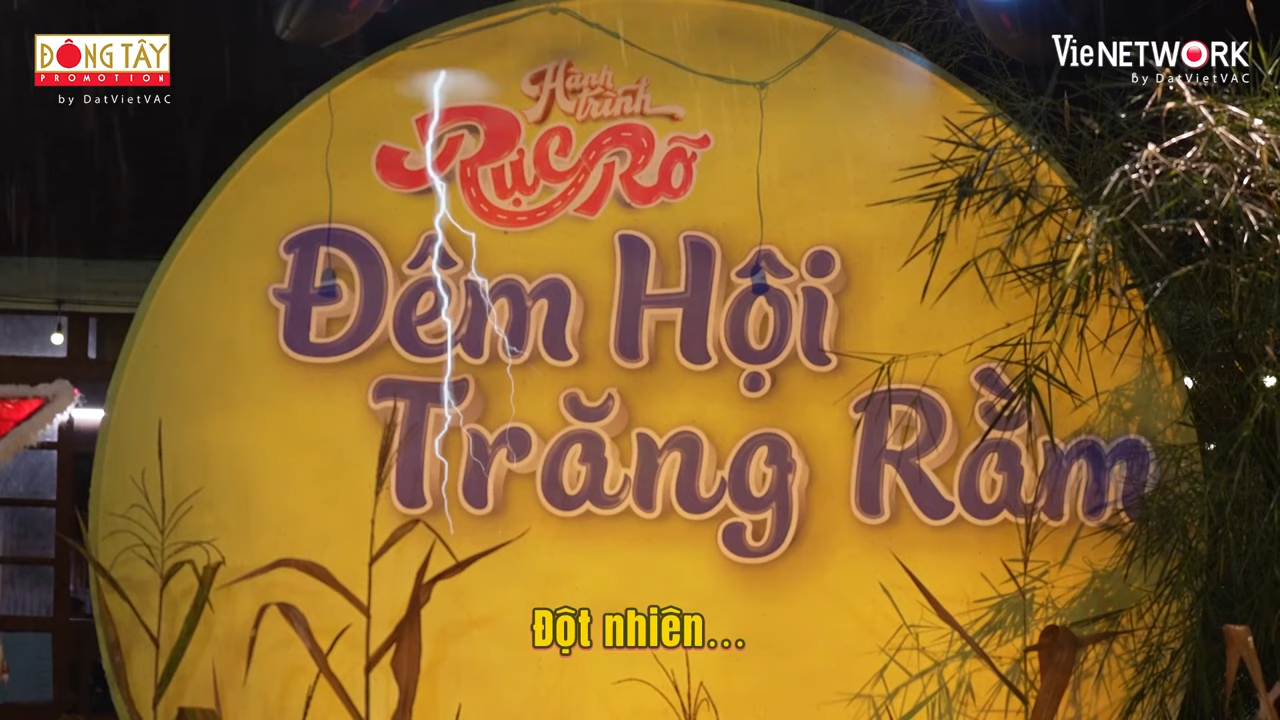 ĐÔNG TÂY
PROMOTION
by DatVietVAC
VieNETWORK
By DatVietVAC
Hành trình
Rực Rỡ
Đêm Hội
Trăng Rằm
Đột nhiên...